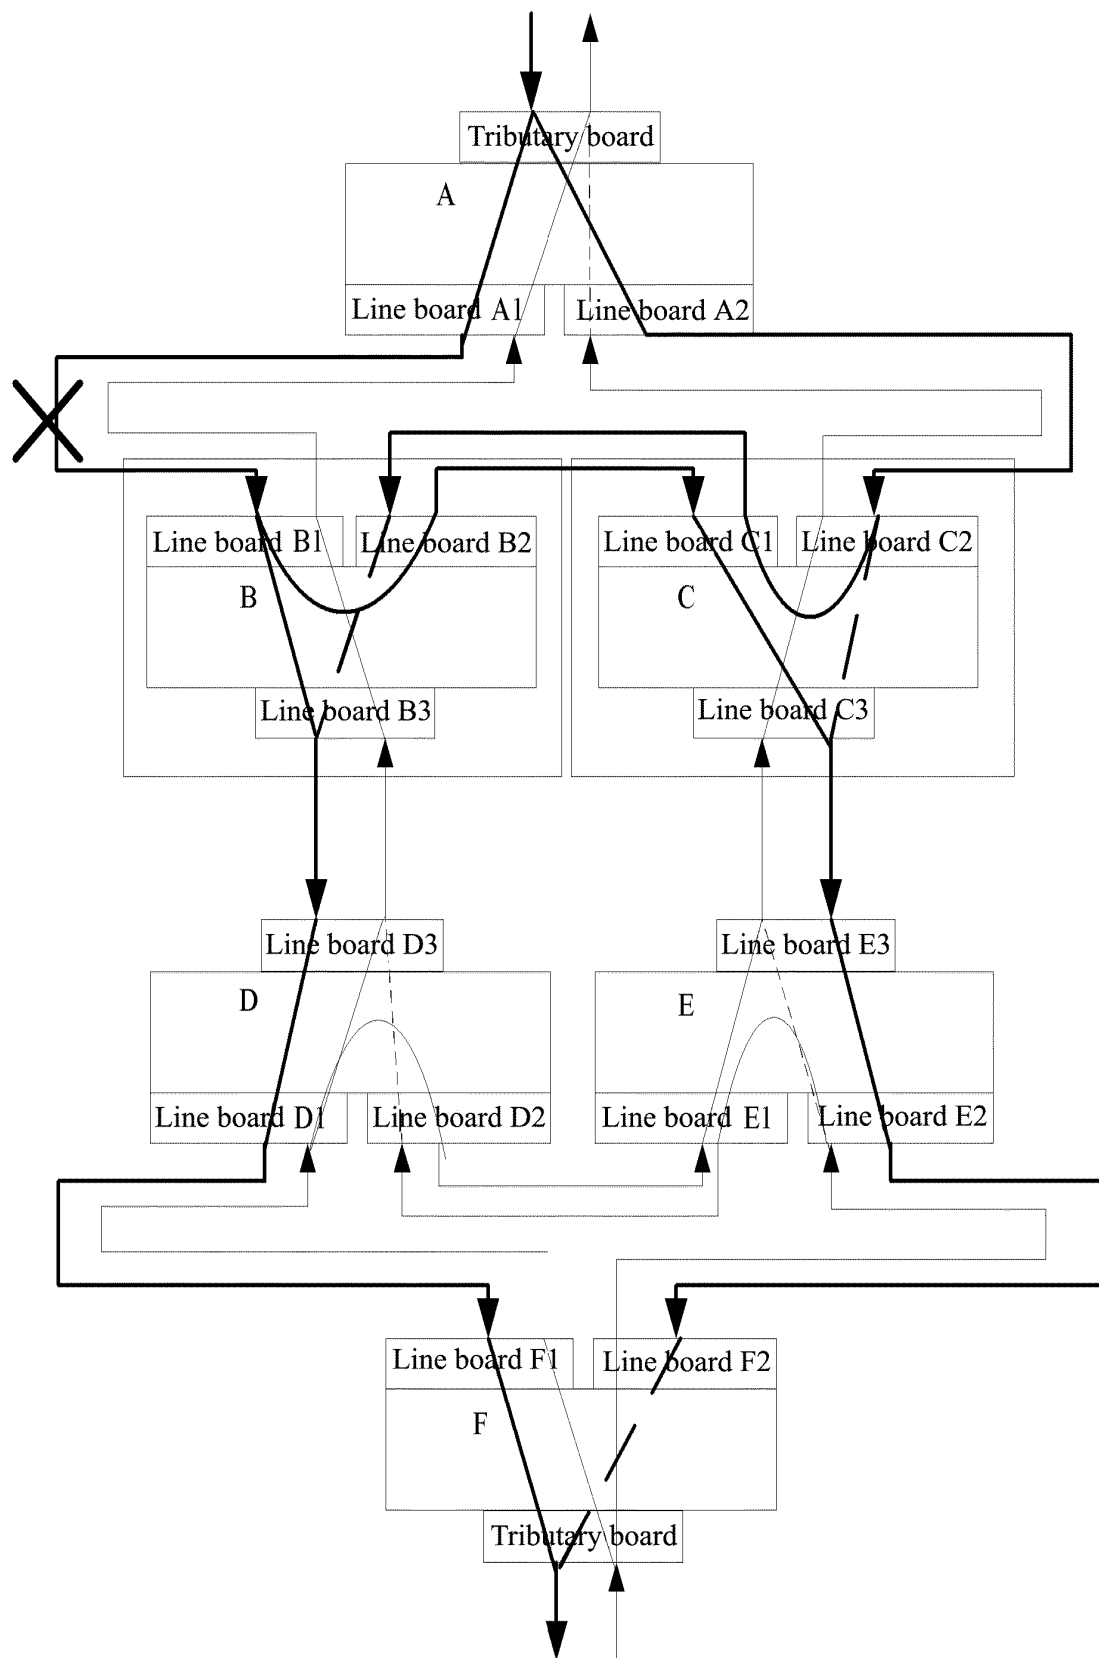 Tributary board
A
Line board A1 Line board A2
Line board B1 Line board B2 Line board C1 Line board C2
B C
Line board B3 Line board C3
Line board D3 Line board E3
D E
Line board D1 Line board D2 Line board E1 Line board E2
Line board F1 Line board F2
F
Tributary board